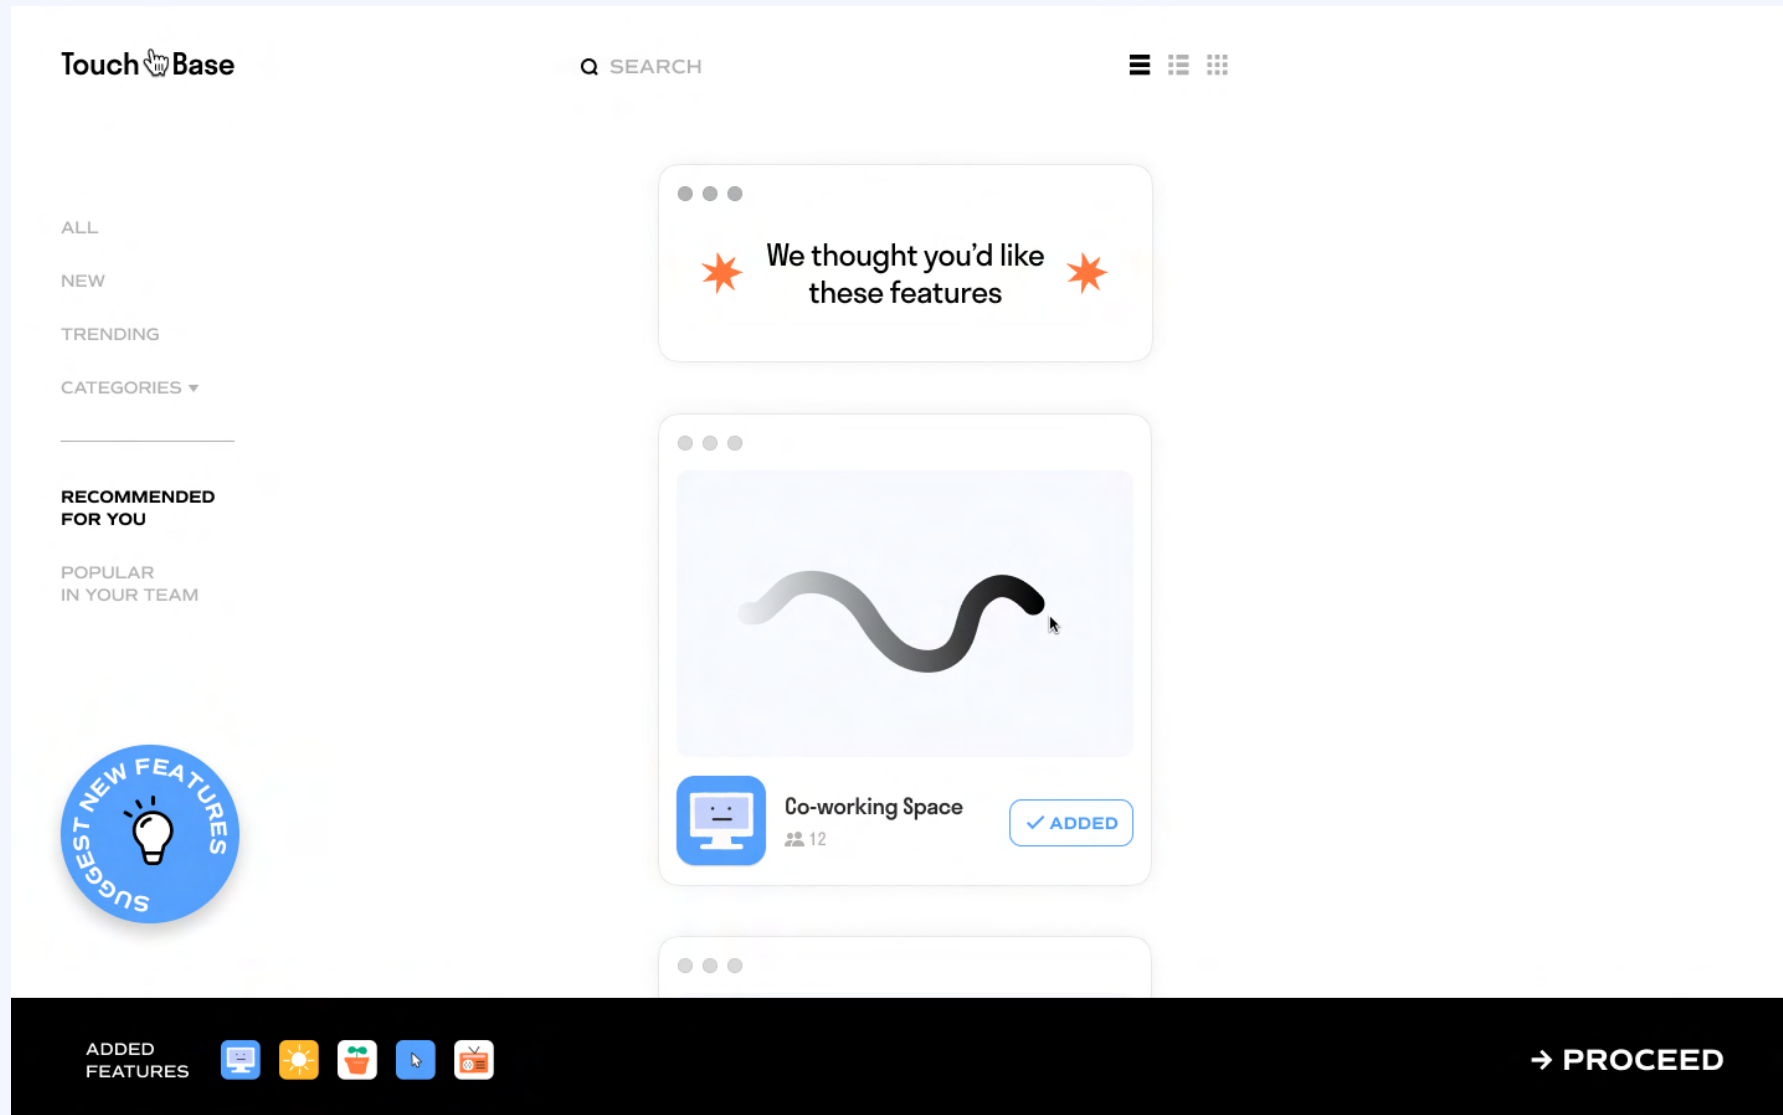 Touch Base
SEARCH
ALL
NEW
TRENDING
CATEGORIES
RECOMMENDED
FOR YOU
POPULAR
IN YOUR TEAM
SUGGEST NEW FEATURES
We thought you’d like
these features
Co-working Space
12
ADDED
ADDED
FEATURES
PROCEED